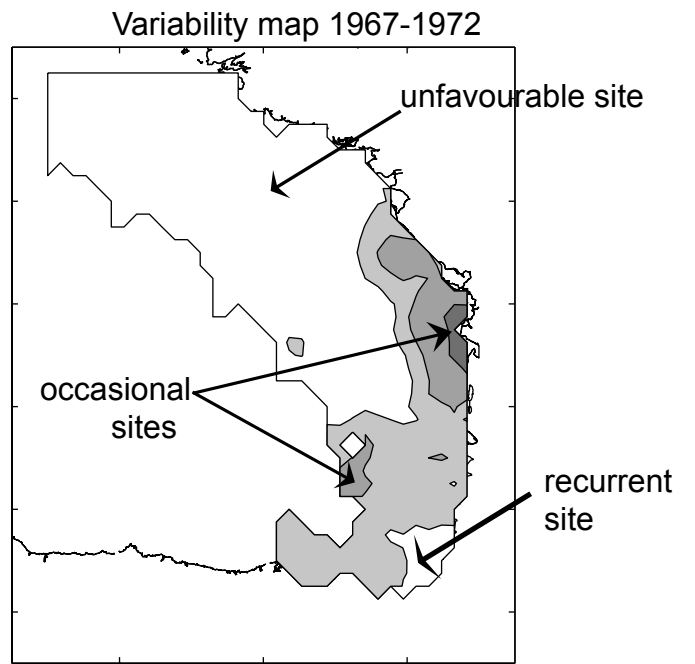 Variability map 1967-1972
unfavourable site
occasional
sites
recurrent
site